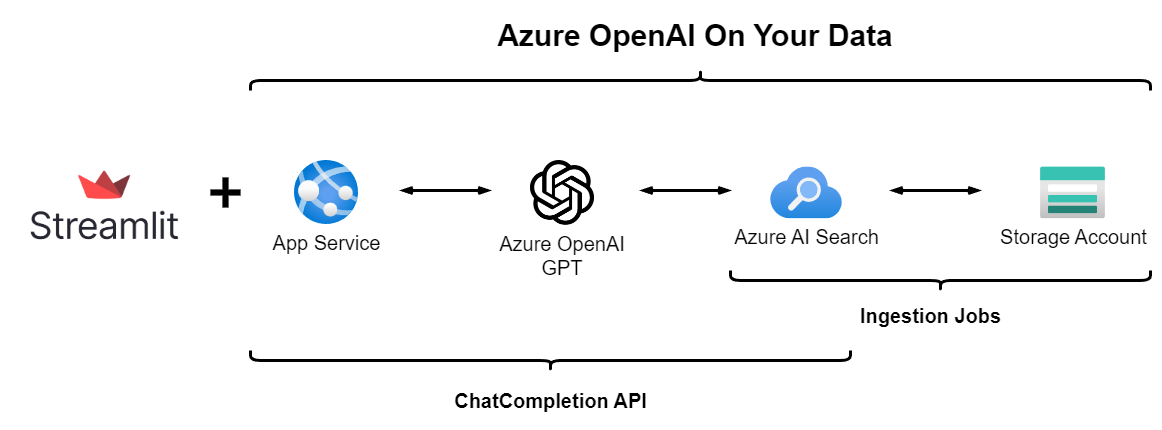 Azure OpenAI On Your Data
Streamlit
App Service
Azure OpenAI
GPT
Azure AI Search
Storage Account
Ingestion Jobs
ChatCompletion API